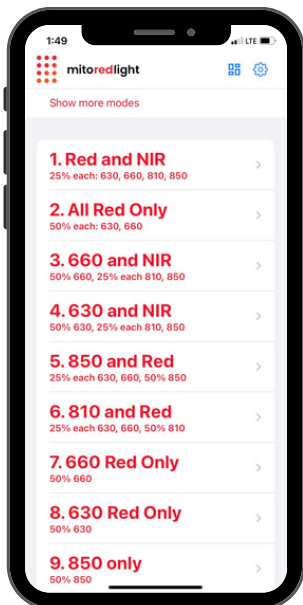 1:49 LTE
mitoredlight
Show more modes
1. Red and NIR
25% each: 630, 660, 810, 850
2. All Red Only
50% each: 630, 660
3. 660 and NIR
50% 660, 25% each 810, 850
4. 630 and NIR
50% 630, 25% each 810, 850
5. 850 and Red
25% each 630, 660, 50% 850
6. 810 and Red
25% each 630, 660, 50% 810
7. 660 Red Only
50% 660
8. 630 Red Only
50% 630
9. 850 only
50% 850